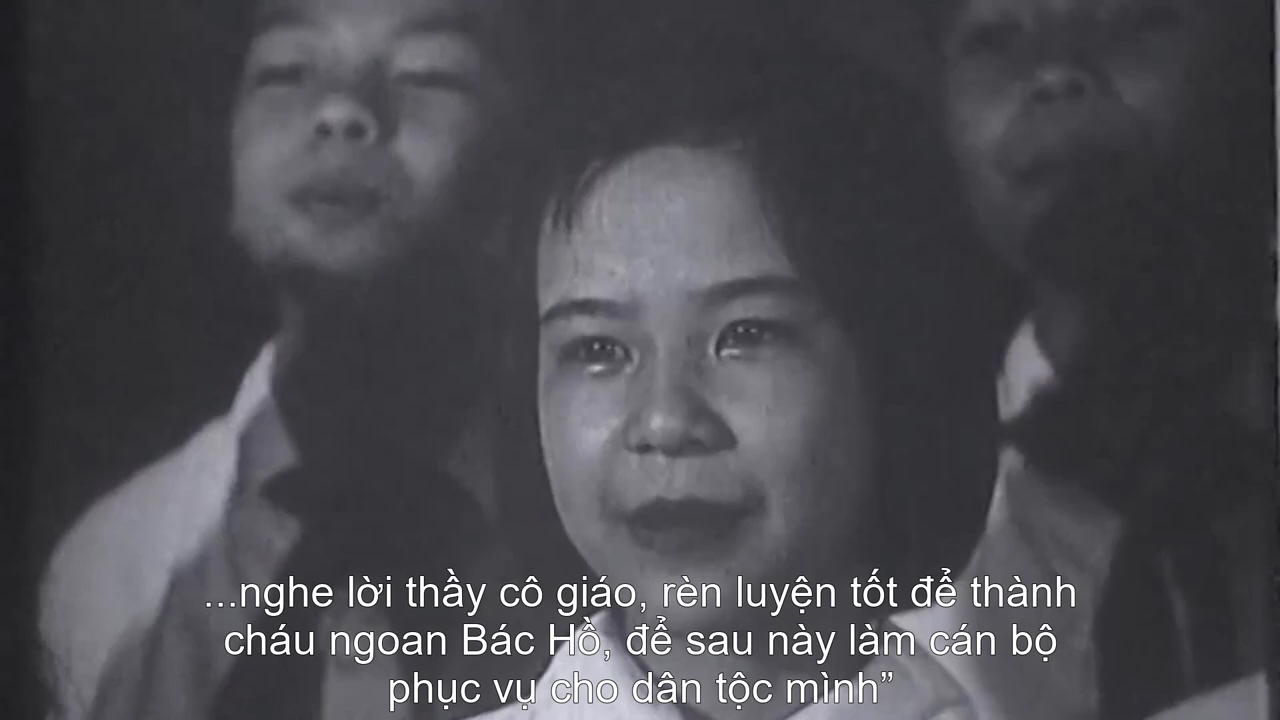 ...nghe lời thầy cô giáo, rèn luyện tốt để thành
cháu ngoan Bác Hồ, để sau này làm cán bộ
phục vụ cho dân tộc mình”